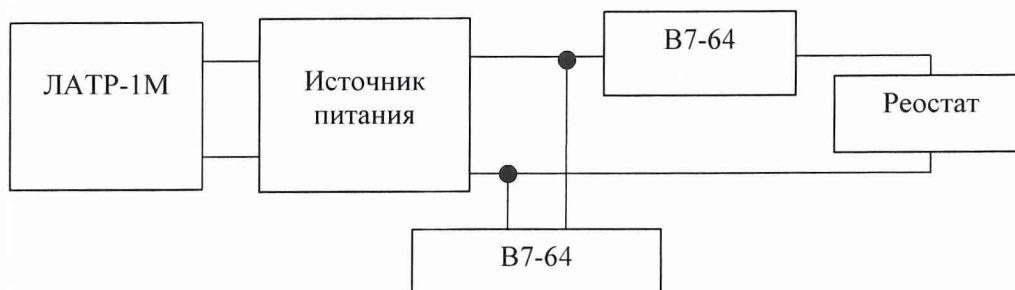 В7-64
ЛАТР-1М
Источник
питания
Реостат
В7-64